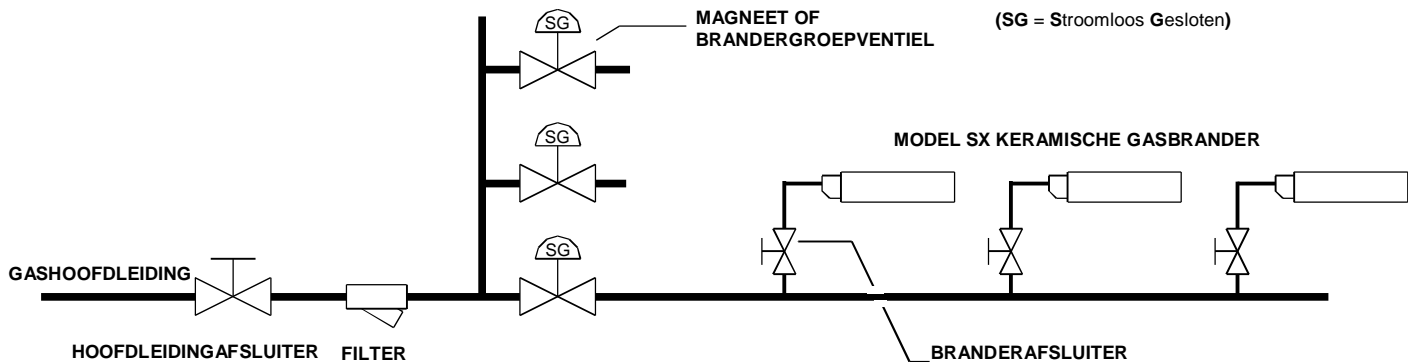 SG
MAGNEET OF
BRANDERGROEPVENTIEL
(SG = Stroomloos Gesloten)
SG
MODEL SX KERAMISCHE GASBRANDER
SG
GASHOOFDLEIDING
HOOFDLEIDINGAFSLUITER
FILTER
BRANDERAFSLUITER